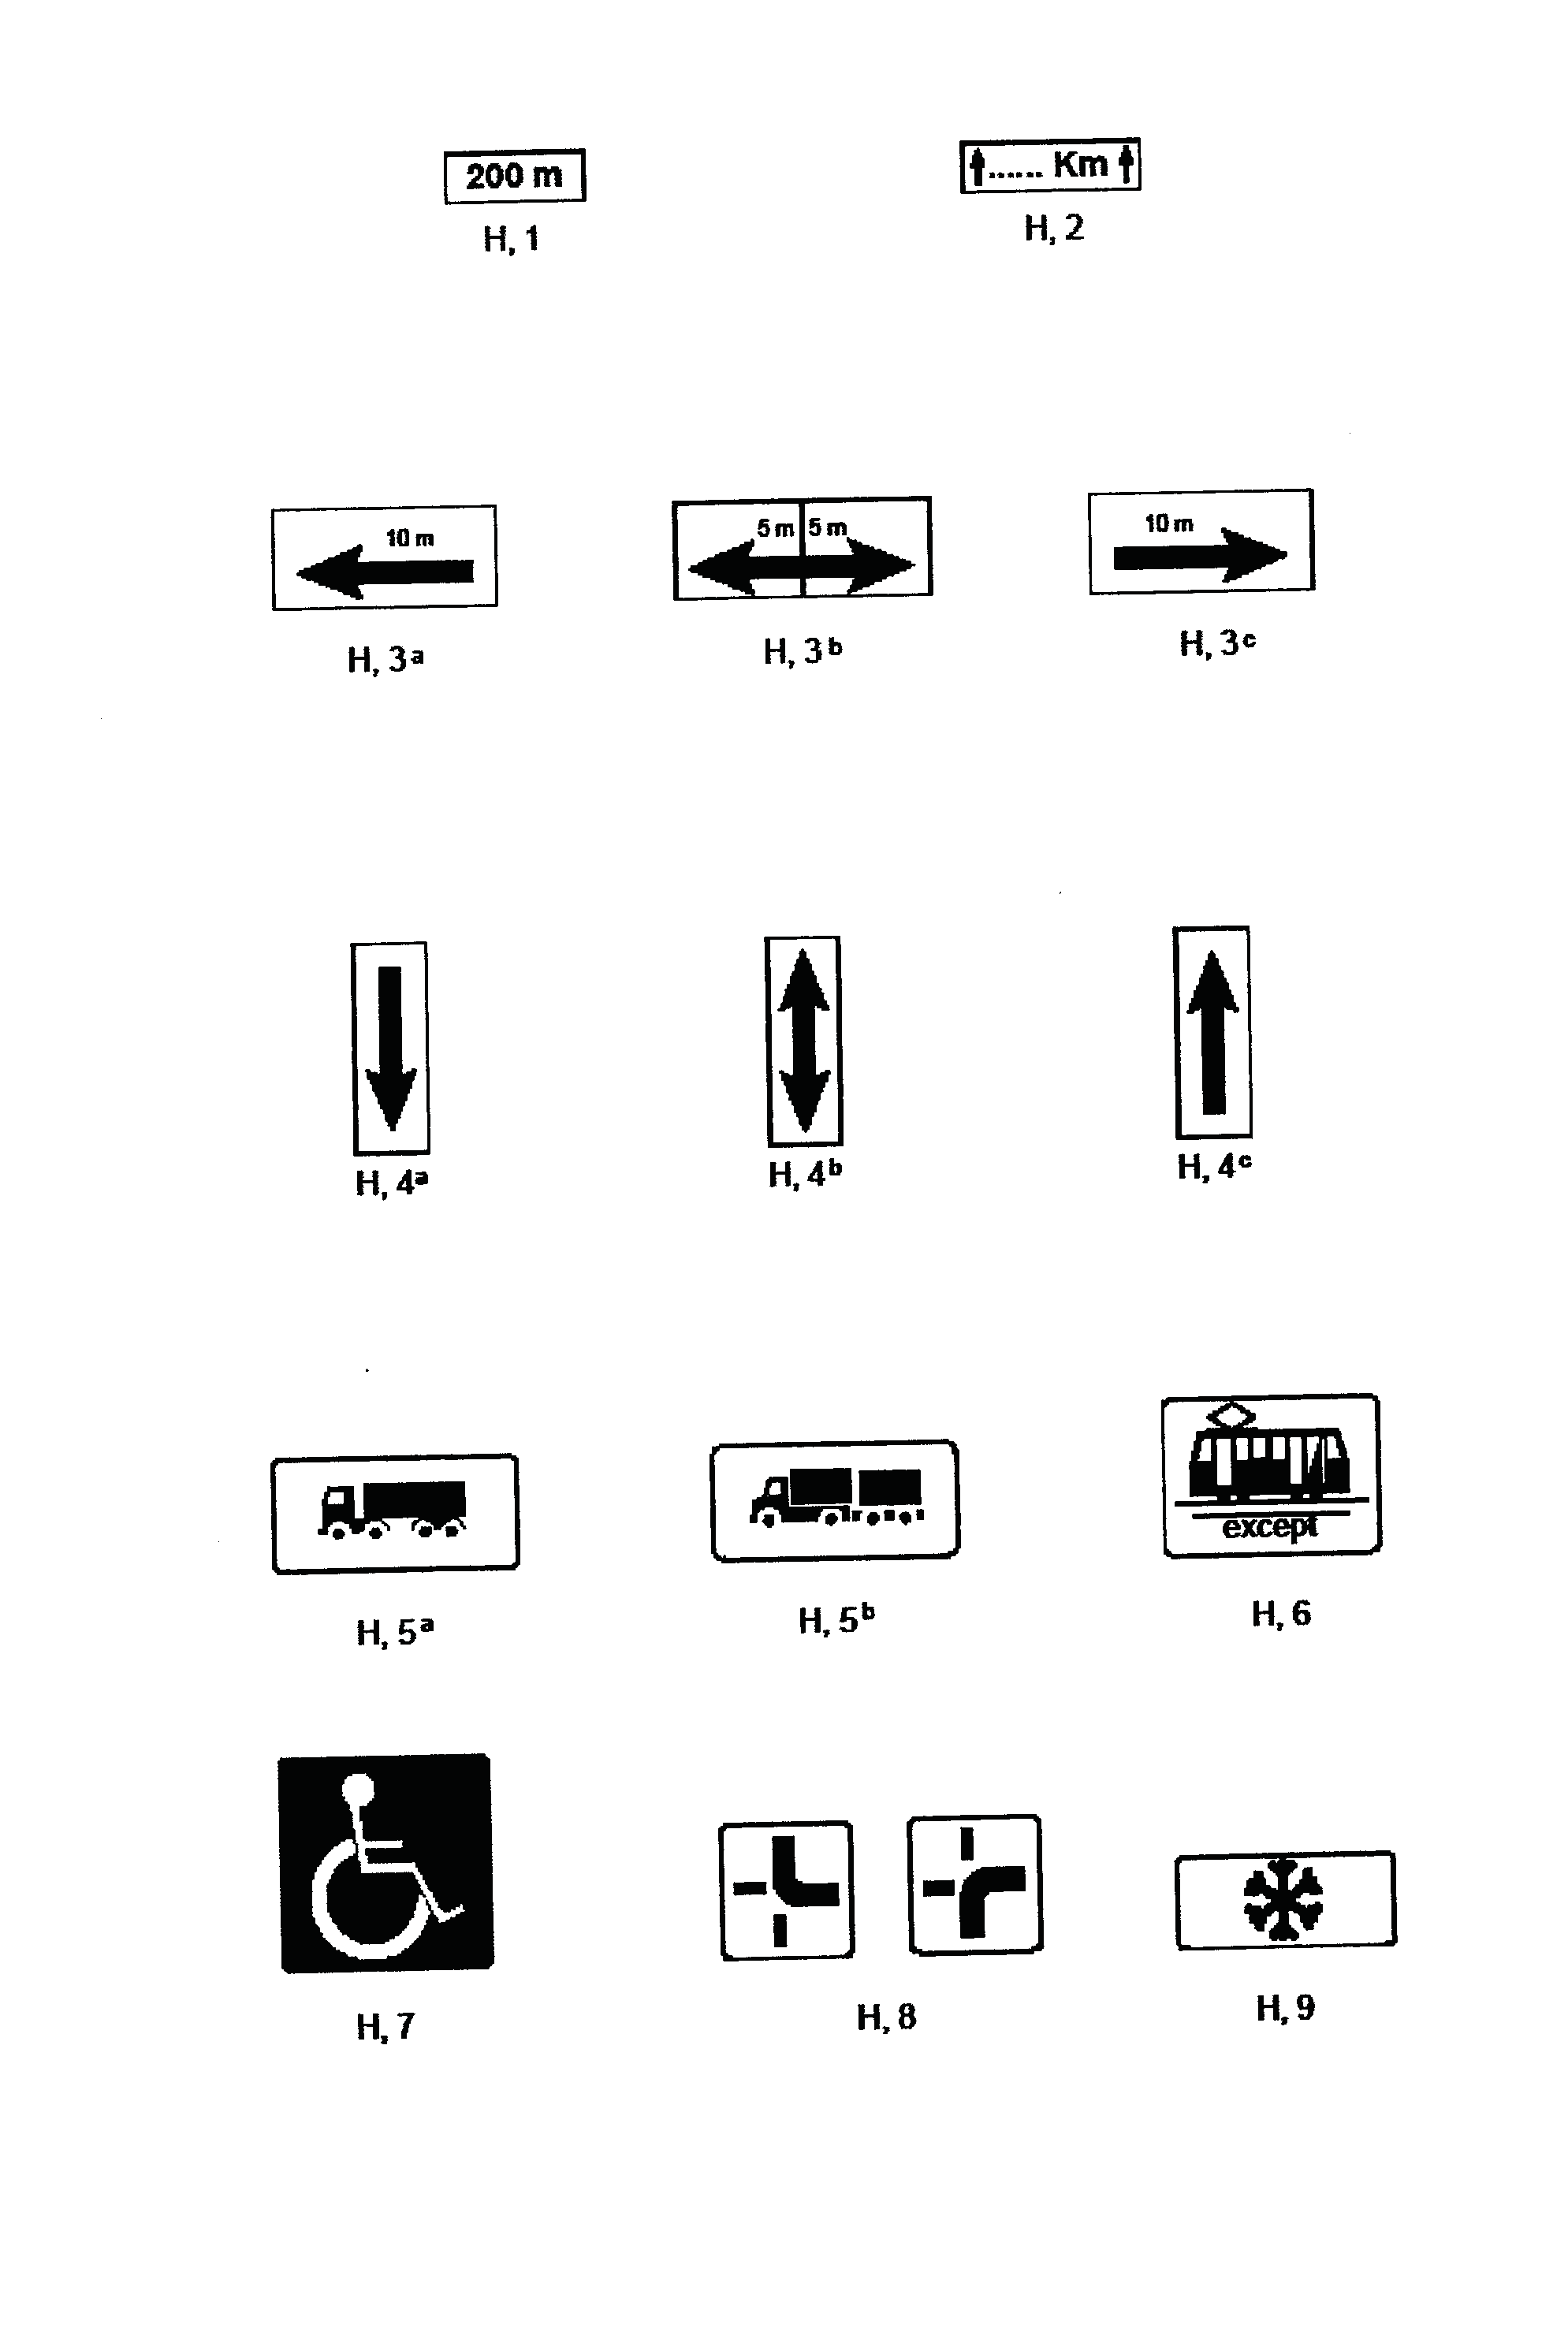 200 m
...... Km
H, 1
H, 2
10 m
5 m 5 m
10 m
H, 3a
H, 3b
H, 3c
H, 4a
H, 4b
H, 4c
except
H, 5a
H, 5b
H, 6
H, 7
H, 8
H, 9